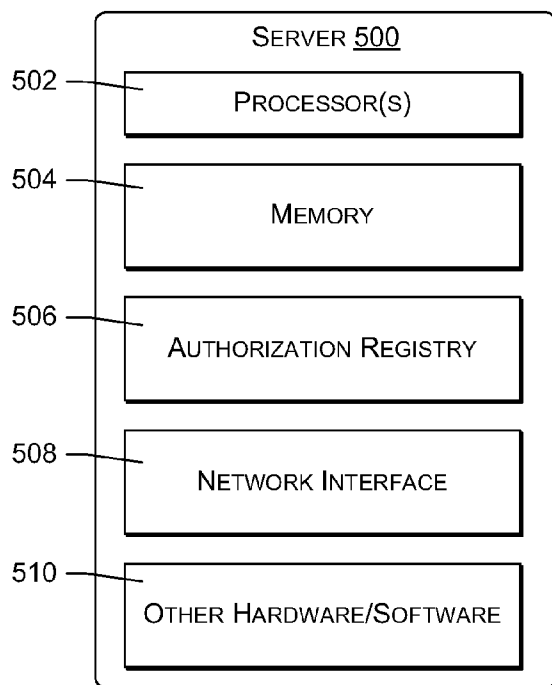 SERVER 500
502
PROCESSOR(S)
504
MEMORY
506
AUTHORIZATION REGISTRY
508
NETWORK INTERFACE
510
OTHER HARDWARE/SOFTWARE